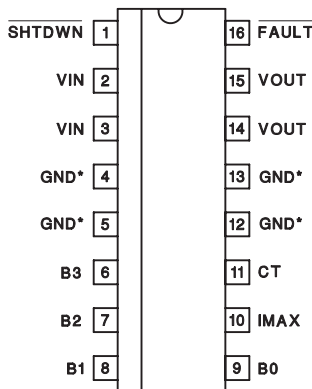 SHTDWN 1 16 FAULT
VIN 2 15 VOUT
VIN 3 14 VOUT
GND* 4 13 GND*
GND* 5 12 GND*
B3 6 11 CT
B2 7 10 IMAX
B1 8 9 B0